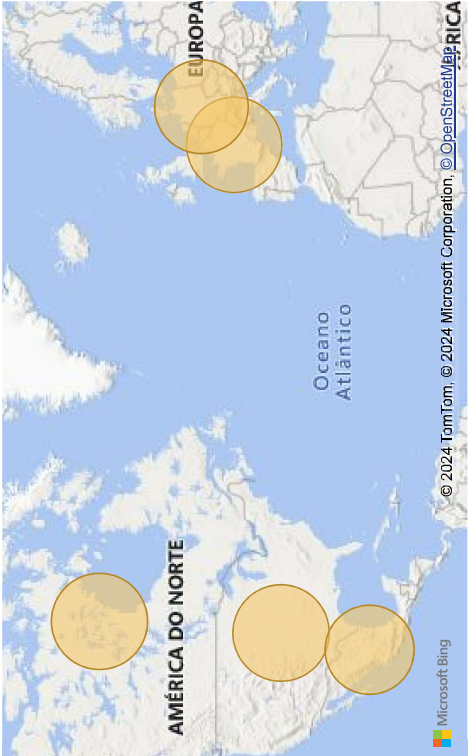 EUROPA
ÁFRICA
AMÉRICA DO NORTE
Oceano
Atlântico
Microsoft Bing
© 2024 TomTom, © 2024 Microsoft Corporation, © OpenStreetMap